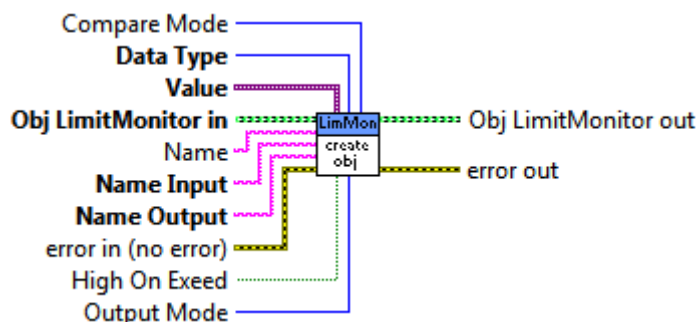 Compare Mode
Data Type
Value
Obj LimitMonitor in
Name
Name Input
Name Output
error in (no error)
High On Exeed
Output Mode
LimMon
create
obj
Obj LimitMonitor out
error out